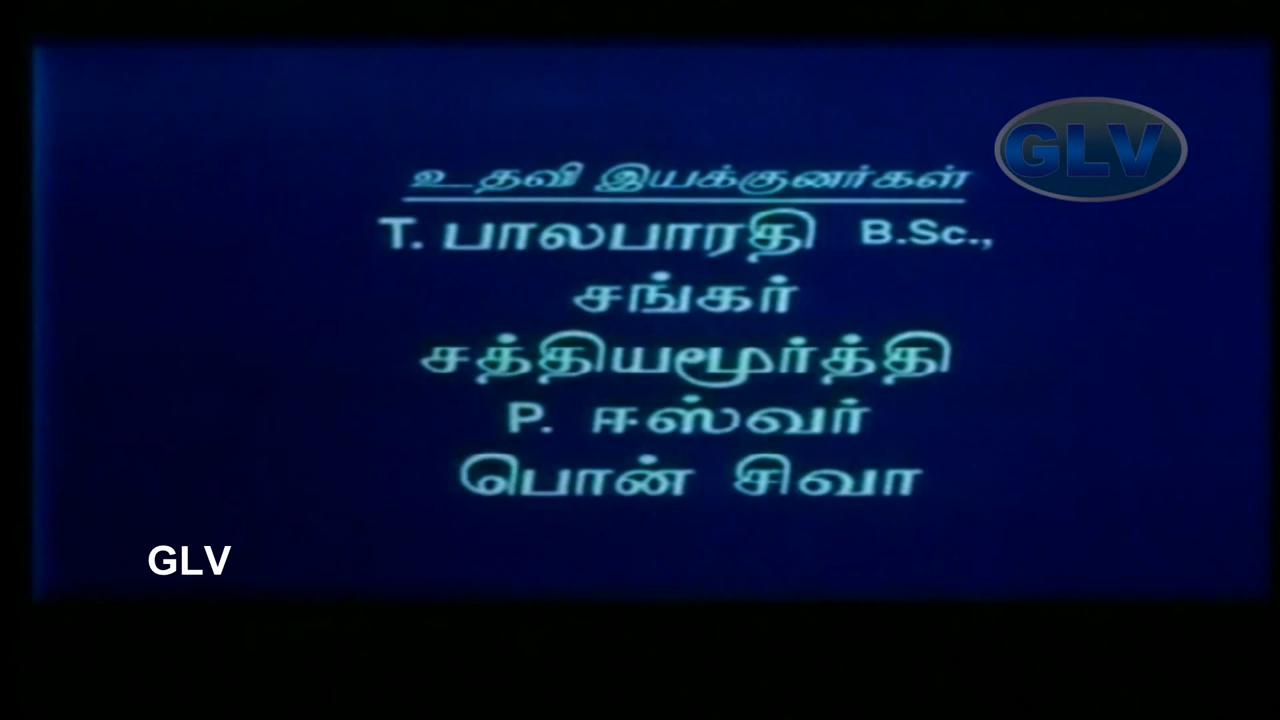 GLV
உதவி இயக்குனர்கள்
T. பாலபாரதி B.Sc.,
சங்கர்
சத்தியமூர்த்தி
P. ஈஸ்வர்
பொன் சிவா
GLV